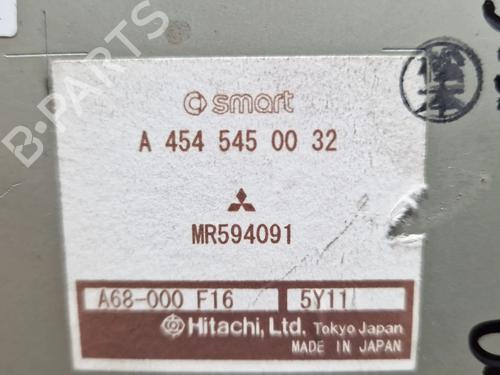 B-PARTS
smart
A 454 545 00 32
MR594091
A68-000 F16 5Y11
Hitachi, Ltd. Tokyo Japan
MADE IN JAPAN